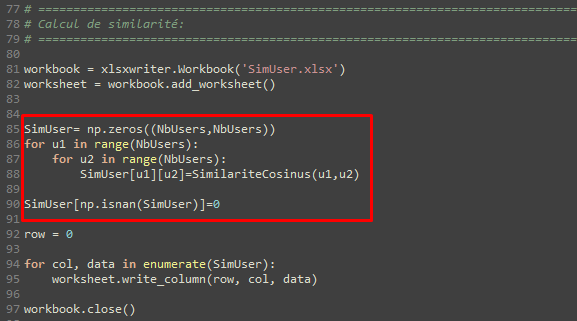 77 # =============================================================================
78 # Calcul de similarité:
79 # =============================================================================
80
81 workbook = xlsxwriter.Workbook('SimUser.xlsx')
82 worksheet = workbook.add_worksheet()
83
84
85 SimUser= np.zeros((NbUsers,NbUsers))
86 for u1 in range(NbUsers):
87     for u2 in range(NbUsers):
88         SimUser[u1][u2]=SimilariteCosinus(u1,u2)
89
90 SimUser[np.isnan(SimUser)]=0
91
92 row = 0
93
94 for col, data in enumerate(SimUser):
95     worksheet.write_column(row, col, data)
96
97 workbook.close()